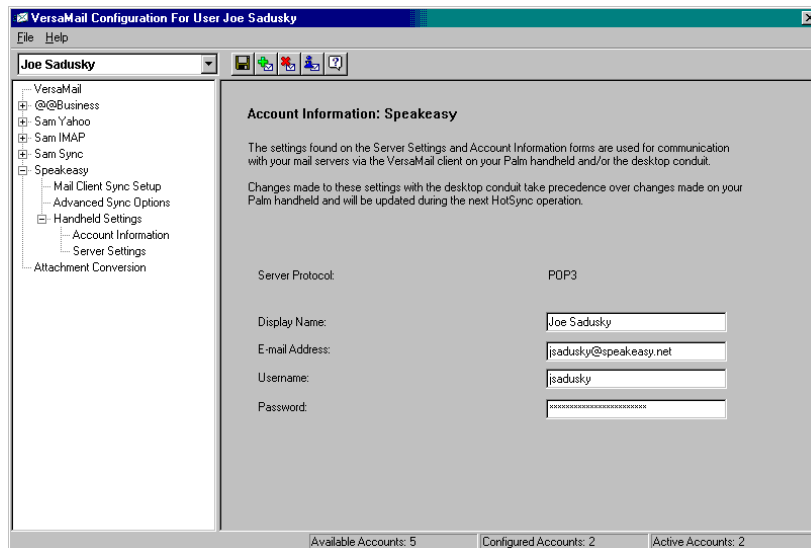 VersaMail Configuration For User Joe Sadusky
File Help
Joe Sadusky
VersaMail
@@Business
Sam Yahoo
Sam IMAP
Sam Sync
Speakeasy
Mail Client Sync Setup
Advanced Sync Options
Handheld Settings
Account Information
Server Settings
Attachment Conversion
Account Information: Speakeasy
The settings found on the Server Settings and Account Information forms are used for communication
with your mail servers via the VersaMail client on your Palm handheld and/or the desktop conduit.
Changes made to these settings with the desktop conduit take precedence over changes made on your
Palm handheld and will be updated during the next HotSync operation.
Server Protocol: POP3
Display Name: Joe Sadusky
E-mail Address: jsadusky@speakeasy.net
Username: jsadusky
Password: ************************
Available Accounts: 5 Configured Accounts: 2 Active Accounts: 2